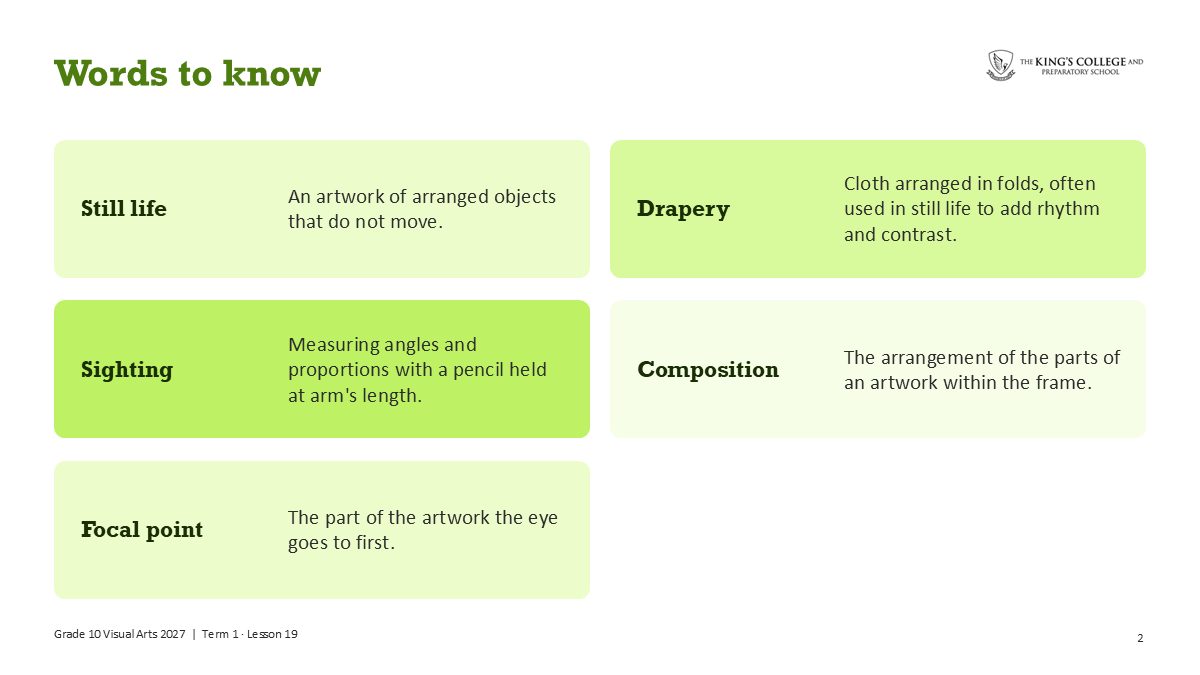 Words to know
THE KING'S COLLEGE AND
PREPARATORY SCHOOL
Still life
An artwork of arranged objects
that do not move.
Drapery
Cloth arranged in folds, often
used in still life to add rhythm
and contrast.
Sighting
Measuring angles and
proportions with a pencil held
at arm's length.
Composition
The arrangement of the parts of
an artwork within the frame.
Focal point
The part of the artwork the eye
goes to first.
Grade 10 Visual Arts 2027 | Term 1 · Lesson 19
2